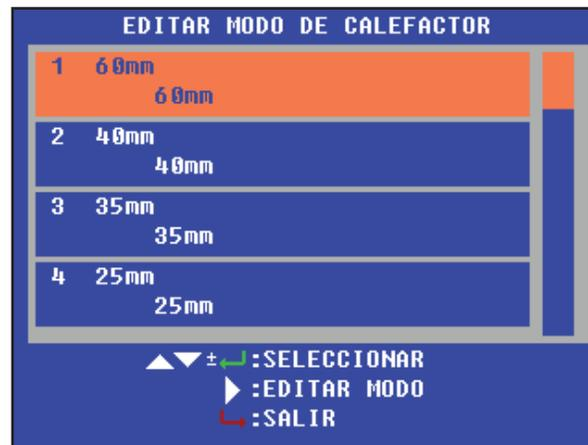 EDITAR MODO DE CALEFACTOR
1 60mm
60mm
2 40mm
40mm
3 35mm
35mm
4 25mm
25mm
±:SELECCIONAR
:EDITAR MODO
:SALIR